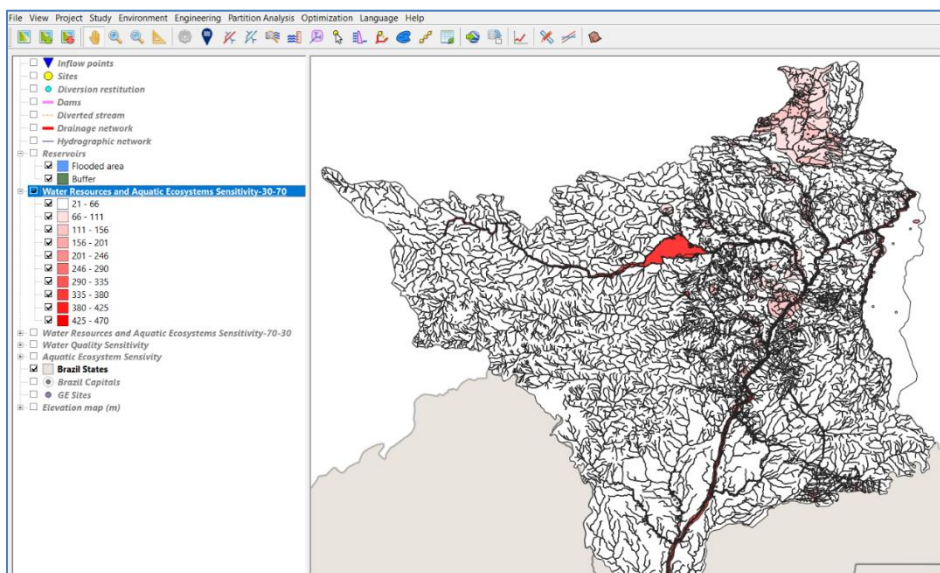 File View Project Study Environment Engineering Partition Analysis Optimization Language Help
Inflow points
Sites
Diversion restitution
Dams
Diverted stream
Drainage network
Hydrographic network
Reservoirs
Flooded area
Buffer
Water Resources and Aquatic Ecosystems Sensitivity-30-70
21 - 66
66 - 111
111 - 156
156 - 201
201 - 246
246 - 290
290 - 335
335 - 380
380 - 425
425 - 470
Water Resources and Aquatic Ecosystems Sensitivity-70-30
Water Quality Sensitivity
Aquatic Ecosystem Sensivity
Brazil States
Brazil Capitals
GE Sites
Elevation map (m)